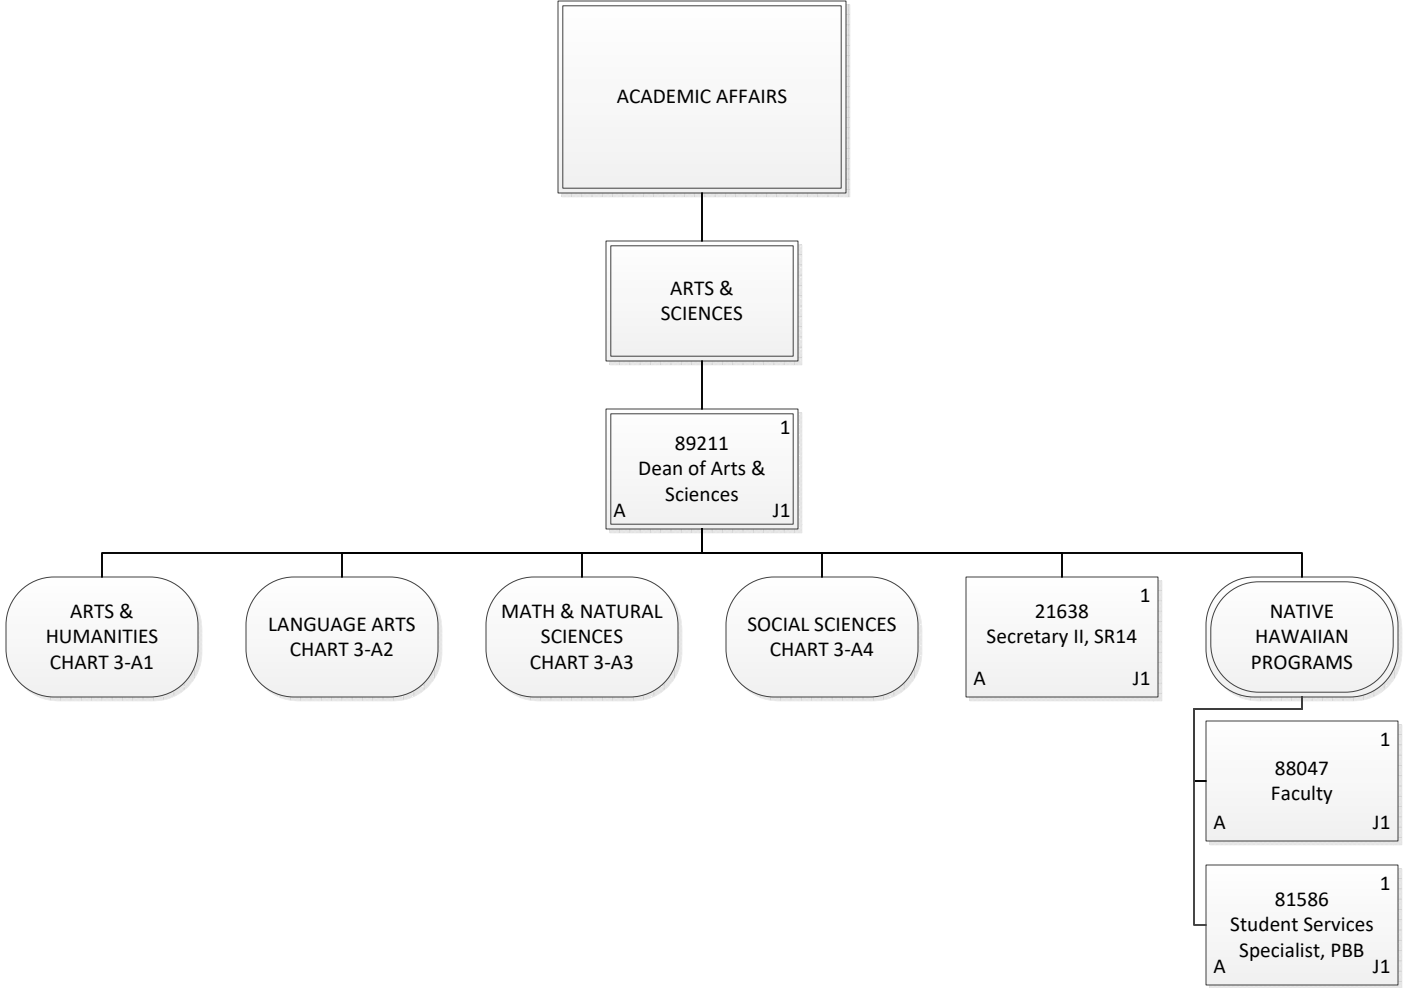 ACADEMIC AFFAIRS
ARTS &
SCIENCES
1
89211
Dean of Arts &
Sciences
A J1
ARTS &
HUMANITIES
CHART 3-A1
LANGUAGE ARTS
CHART 3-A2
MATH & NATURAL
SCIENCES
CHART 3-A3
SOCIAL SCIENCES
CHART 3-A4
1
21638
Secretary II, SR14
A J1
NATIVE
HAWAIIAN
PROGRAMS
1
88047
Faculty
A J1
1
81586
Student Services
Specialist, PBB
A J1